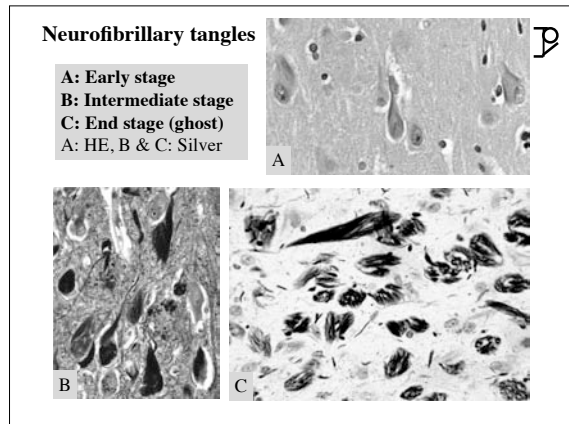 Neurofibrillary tangles
A: Early stage
B: Intermediate stage
C: End stage (ghost)
A: HE, B & C: Silver
A
B
C